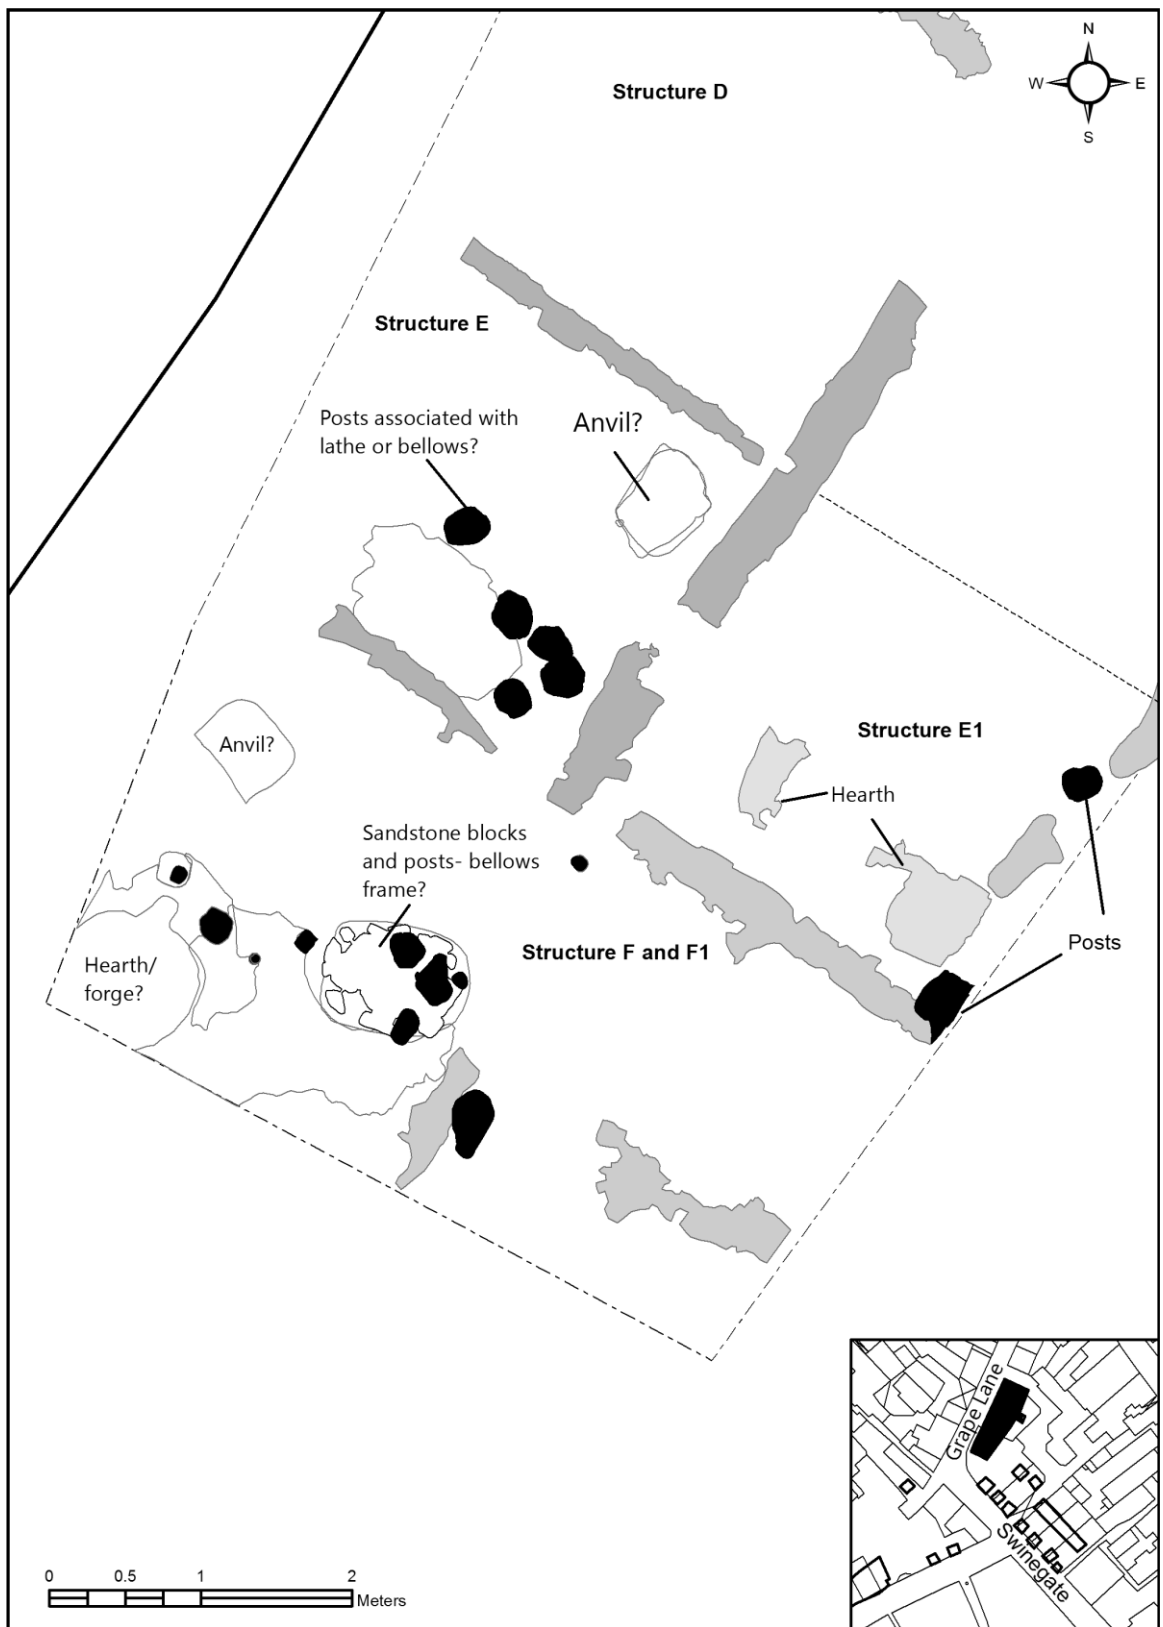 N
W
E
S
Structure D
Structure E
Posts associated with
lathe or bellows?
Anvil?
Structure E1
Anvil?
Hearth
Sandstone blocks
and posts- bellows
frame?
Structure F and F1
Posts
Hearth/
forge?
Grape Lane
Swinegate
0 0.5 1 2
Meters